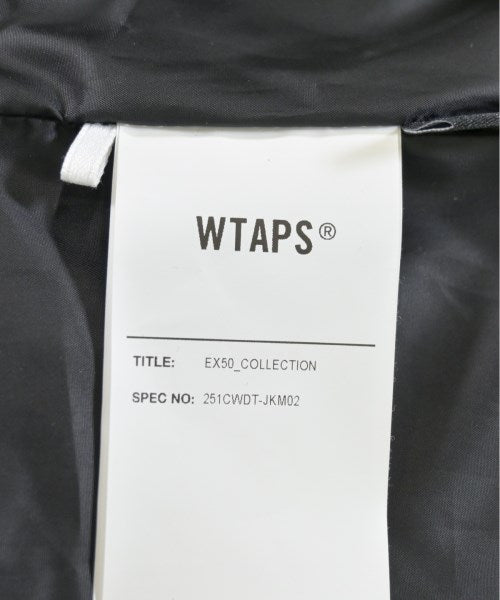 WTAPS®
TITLE: EX50_COLLECTION
SPEC NO: 251CWDT-JKM02